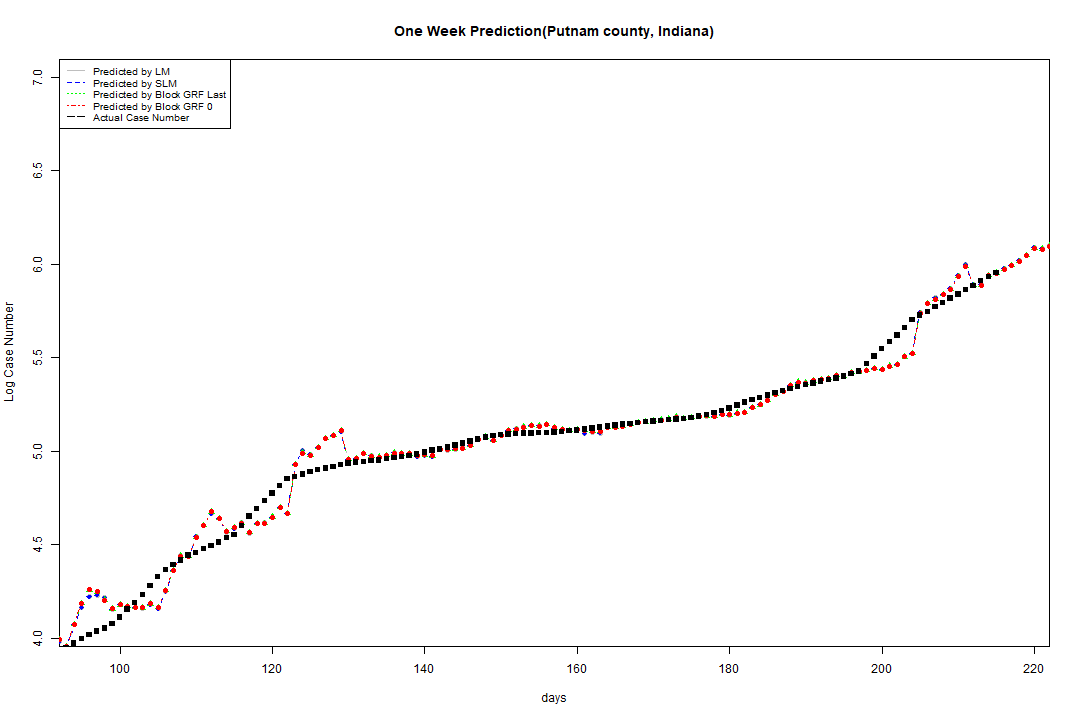 One Week Prediction(Putnam county, Indiana)
Predicted by LM
Predicted by SLM
Predicted by Block GRF Last
Predicted by Block GRF 0
Actual Case Number
Log Case Number
7.0
6.5
6.0
5.5
5.0
4.5
4.0
100 120 140 160 180 200 220
days